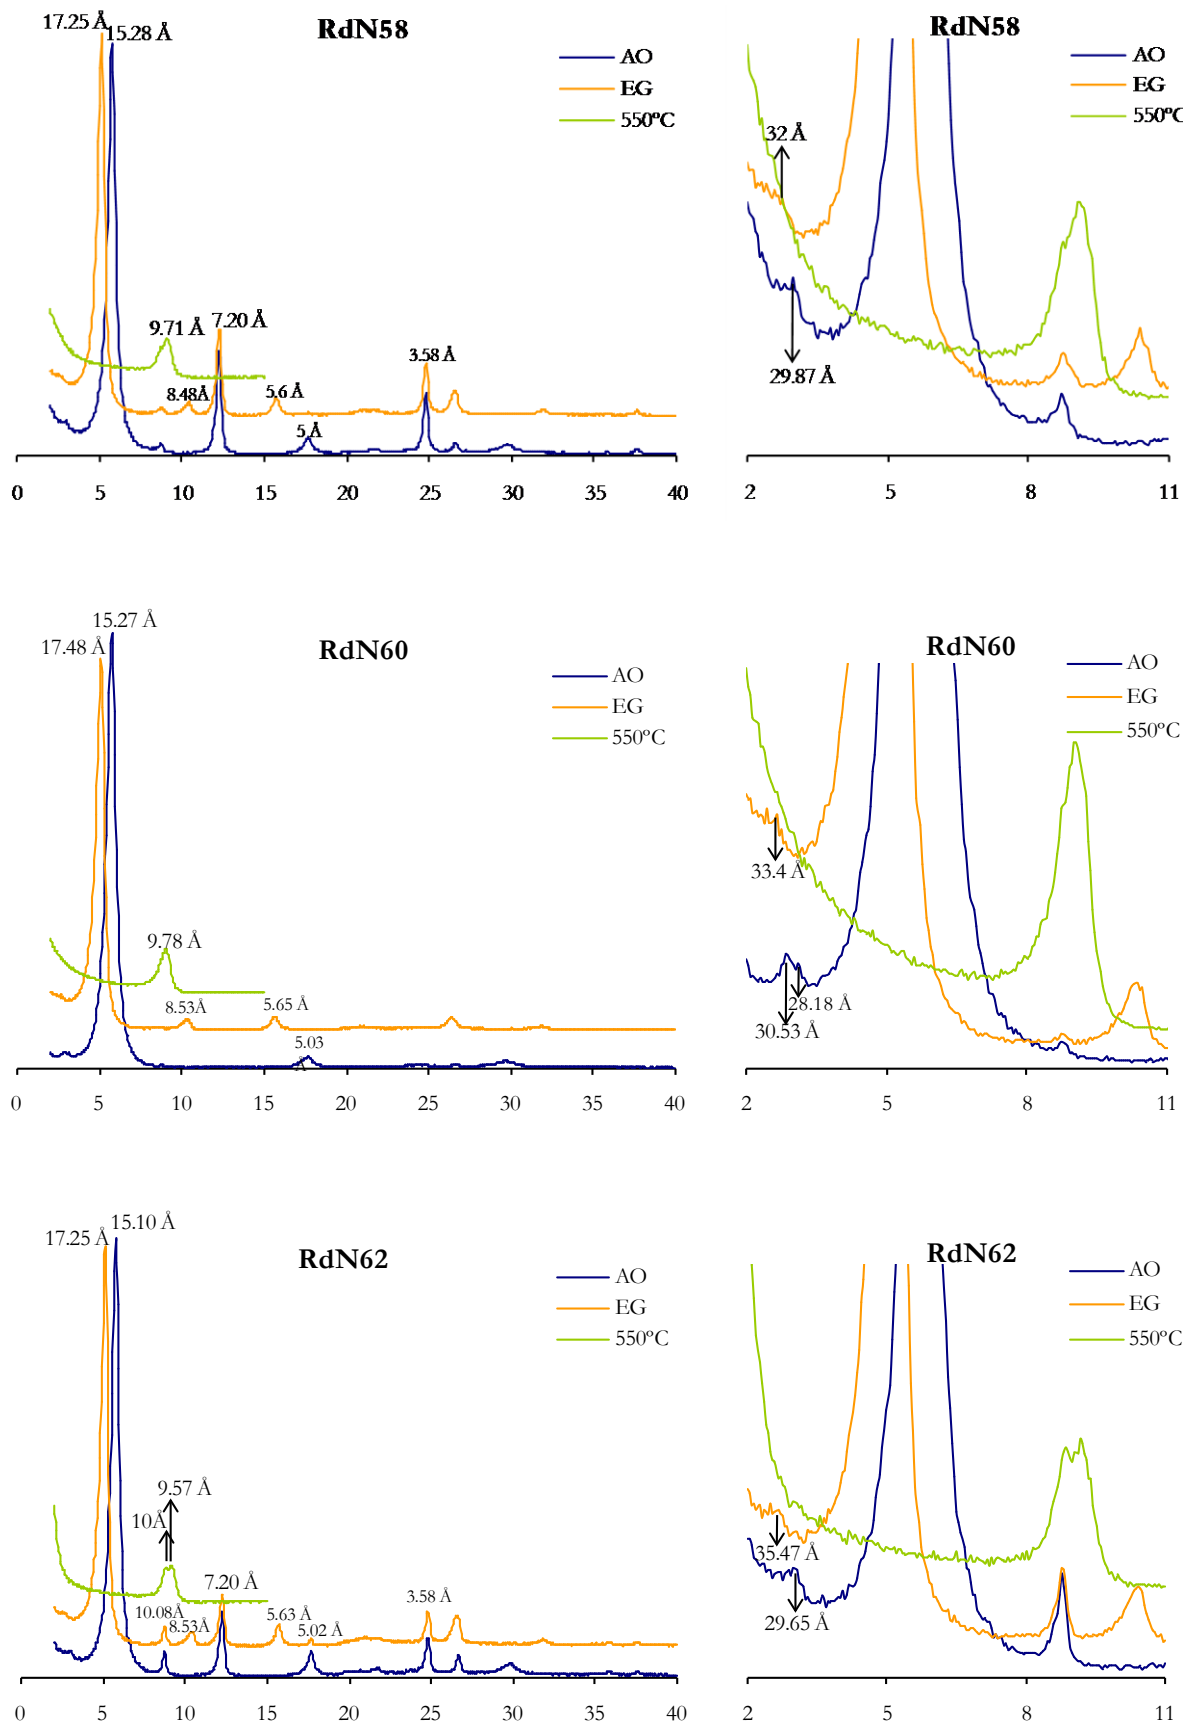 17.25 Å
15.28 Å
RdN58
AO
EG
550ºC
9.71 Å
7.20 Å
8.48Å
5.6 Å
5 Å
3.58 Å
0 5 10 15 20 25 30 35 40
RdN58
AO
EG
550ºC
32 Å
29.87 Å
2 5 8 11
15.27 Å
17.48 Å
RdN60
AO
EG
550ºC
9.78 Å
8.53Å
5.65 Å
5.03
Å
0 5 10 15 20 25 30 35 40
RdN60
AO
EG
550ºC
33.4 Å
28.18 Å
30.53 Å
2 5 8 11
15.10 Å
17.25 Å
RdN62
AO
EG
550ºC
9.57 Å
10Å
7.20 Å
10.08Å
8.53Å
5.63 Å
5.02 Å
3.58 Å
0 5 10 15 20 25 30 35 40
RdN62
AO
EG
550ºC
35.47 Å
29.65 Å
2 5 8 11